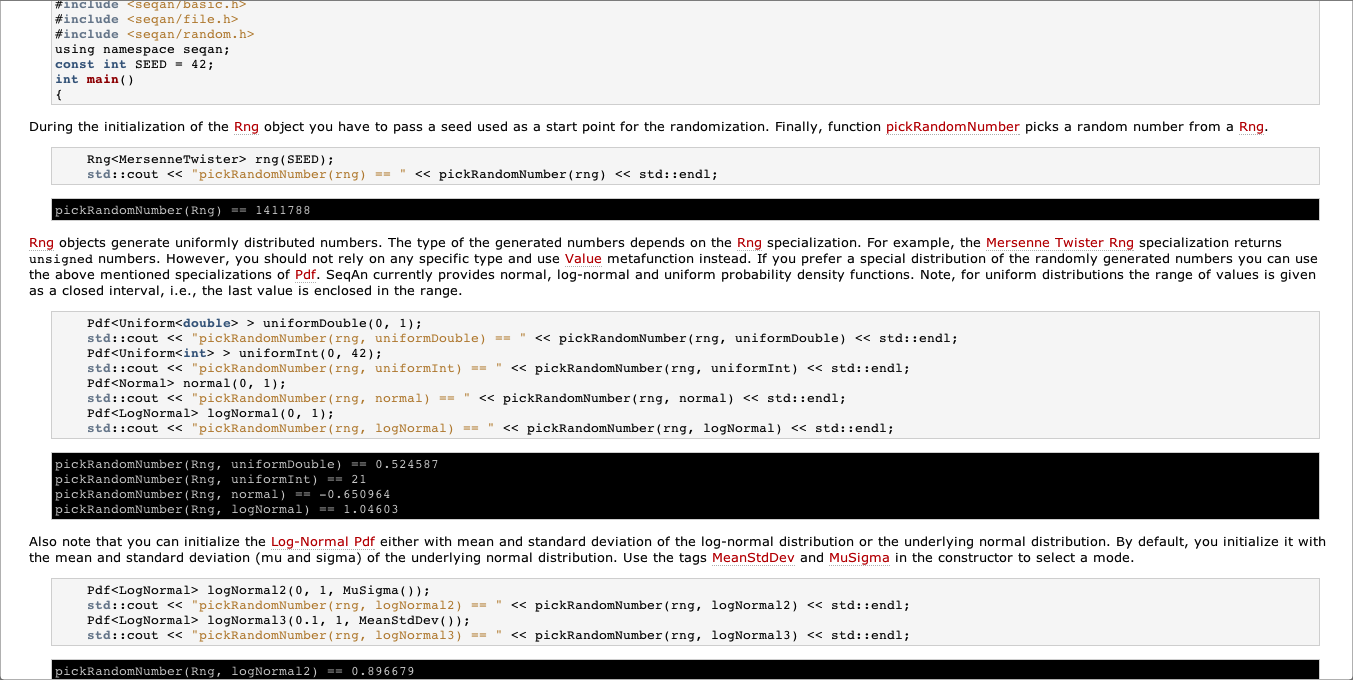 #include <seqan/basic.h>
#include <seqan/file.h>
#include <seqan/random.h>
using namespace seqan;
const int SEED = 42;
int main()
{
During the initialization of the Rng object you have to pass a seed used as a start point for the randomization. Finally, function pickRandomNumber picks a random number from a Rng.
Rng<MersenneTwister> rng(SEED);
std::cout << "pickRandomNumber(rng) == " << pickRandomNumber(rng) << std::endl;
pickRandomNumber(Rng) == 1411788
Rng objects generate uniformly distributed numbers. The type of the generated numbers depends on the Rng specialization. For example, the Mersenne Twister Rng specialization returns
unsigned numbers. However, you should not rely on any specific type and use Value metafunction instead. If you prefer a special distribution of the randomly generated numbers you can use
the above mentioned specializations of Pdf. SeqAn currently provides normal, log-normal and uniform probability density functions. Note, for uniform distributions the range of values is given
as a closed interval, i.e., the last value is enclosed in the range.
Pdf<Uniform<double> > uniformDouble(0, 1);
std::cout << "pickRandomNumber(rng, uniformDouble) == " << pickRandomNumber(rng, uniformDouble) << std::endl;
Pdf<Uniform<int> > uniformInt(0, 42);
std::cout << "pickRandomNumber(rng, uniformInt) == " << pickRandomNumber(rng, uniformInt) << std::endl;
Pdf<Normal> normal(0, 1);
std::cout << "pickRandomNumber(rng, normal) == " << pickRandomNumber(rng, normal) << std::endl;
Pdf<LogNormal> logNormal(0, 1);
std::cout << "pickRandomNumber(rng, logNormal) == " << pickRandomNumber(rng, logNormal) << std::endl;
pickRandomNumber(Rng, uniformDouble) == 0.524587
pickRandomNumber(Rng, uniformInt) == 21
pickRandomNumber(Rng, normal) == -0.650964
pickRandomNumber(Rng, logNormal) == 1.04603
Also note that you can initialize the Log-Normal Pdf either with mean and standard deviation of the log-normal distribution or the underlying normal distribution. By default, you initialize it with
the mean and standard deviation (mu and sigma) of the underlying normal distribution. Use the tags MeanStdDev and MuSigma in the constructor to select a mode.
Pdf<LogNormal> logNormal2(0, 1, MuSigma());
std::cout << "pickRandomNumber(rng, logNormal2) == " << pickRandomNumber(rng, logNormal2) << std::endl;
Pdf<LogNormal> logNormal3(0.1, 1, MeanStdDev());
std::cout << "pickRandomNumber(rng, logNormal3) == " << pickRandomNumber(rng, logNormal3) << std::endl;
pickRandomNumber(Rng, logNormal2) == 0.896679